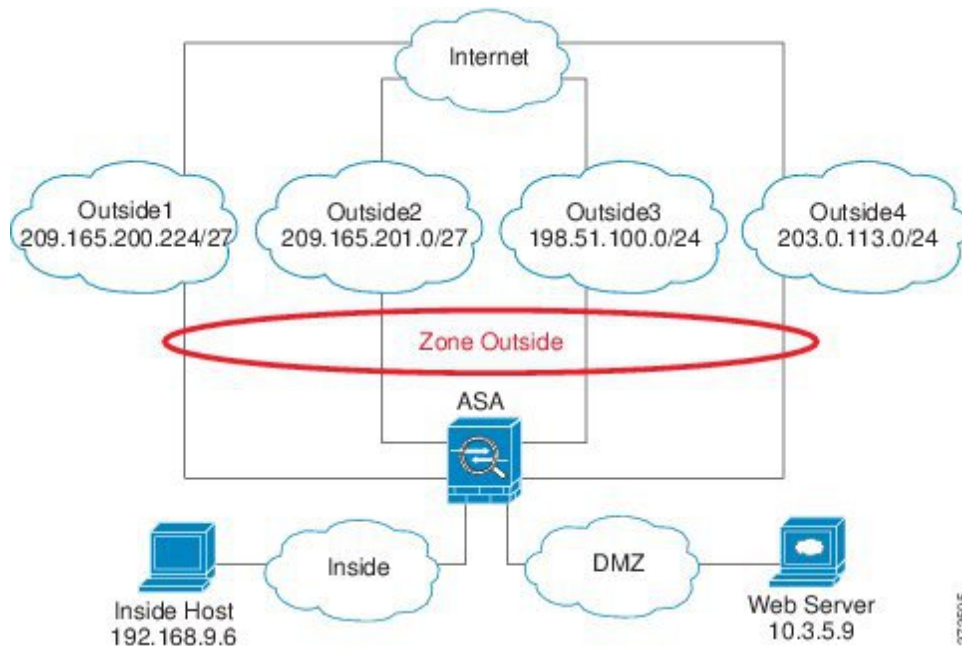 Internet
Outside1
209.165.200.224/27
Outside2
209.165.201.0/27
Outside3
198.51.100.0/24
Outside4
203.0.113.0/24
Zone Outside
ASA
Inside
DMZ
Inside Host
192.168.9.6
Web Server
10.3.5.9